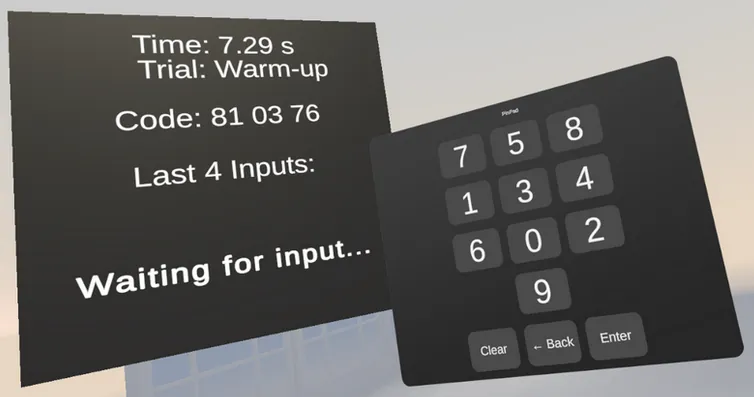 Time: 7.29 s
Trial: Warm-up
Code: 81 03 76
Last 4 Inputs:
Waiting for input...
PinPad
7 5 8
1 3 4
6 0 2
9
Clear ← Back Enter